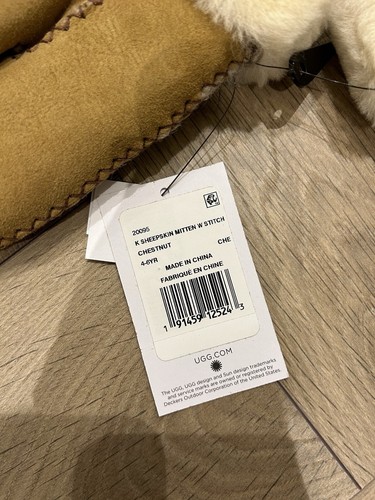 20095
K SHEEPSKIN MITTEN W STITCH
CHESTNUT CHE
4-6YR
MADE IN CHINA
FABRIQUÉ EN CHINE
1 91459 12524 3
UGG.COM
The UGG, UGG design and Sun design trademarks
and service marks are owned or registered by
Deckers Outdoor Corporation of the United States.